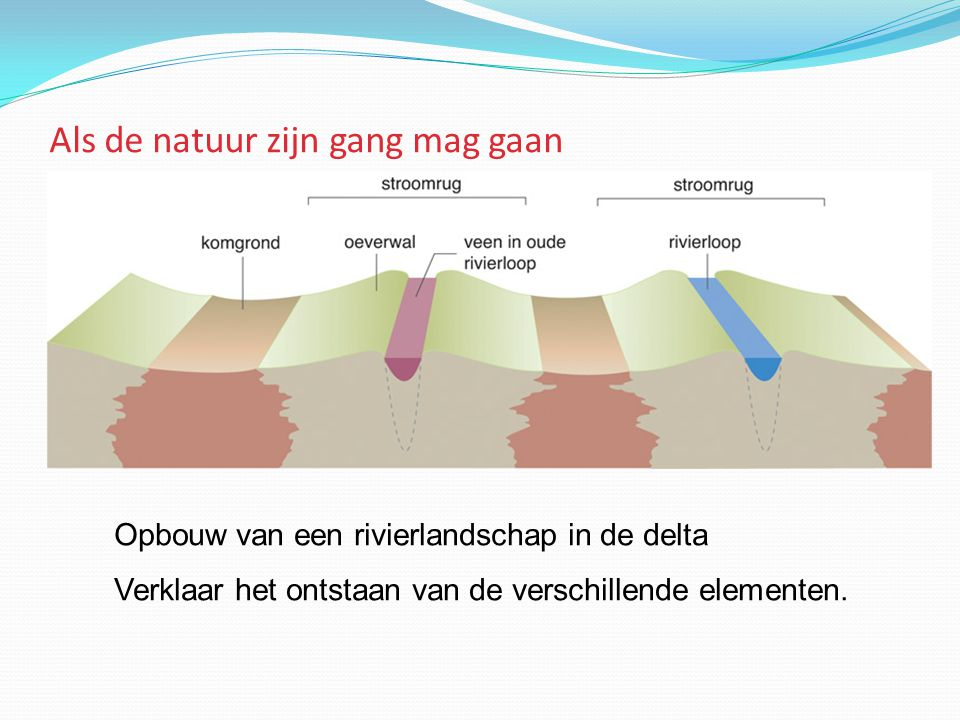 Als de natuur zijn gang mag gaan
stroomrug
stroomrug
komgrond
oeverwal
veen in oude
rivierloop
rivierloop
Opbouw van een rivierlandschap in de delta
Verklaar het ontstaan van de verschillende elementen.